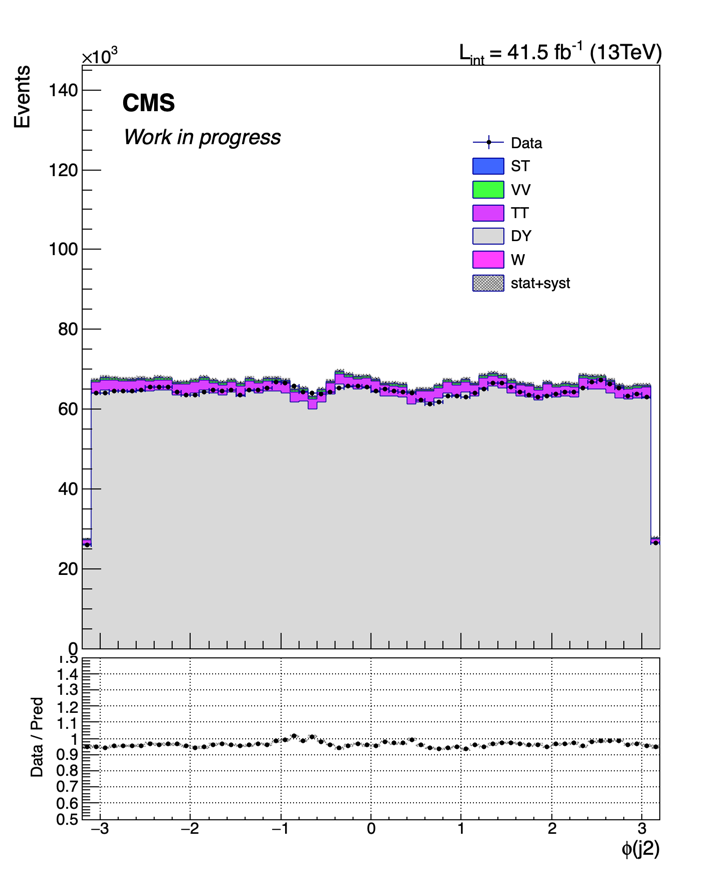 ×10³
L_int = 41.5 fb⁻¹ (13TeV)
Events
140
CMS
Work in progress
120
Data
ST
VV
TT
DY
W
stat+syst
100
80
60
40
20
0
Data / Pred
1.5
1.4
1.3
1.2
1.1
1
0.9
0.8
0.7
0.6
0.5
−3 −2 −1 0 1 2 3
ϕ(j2)